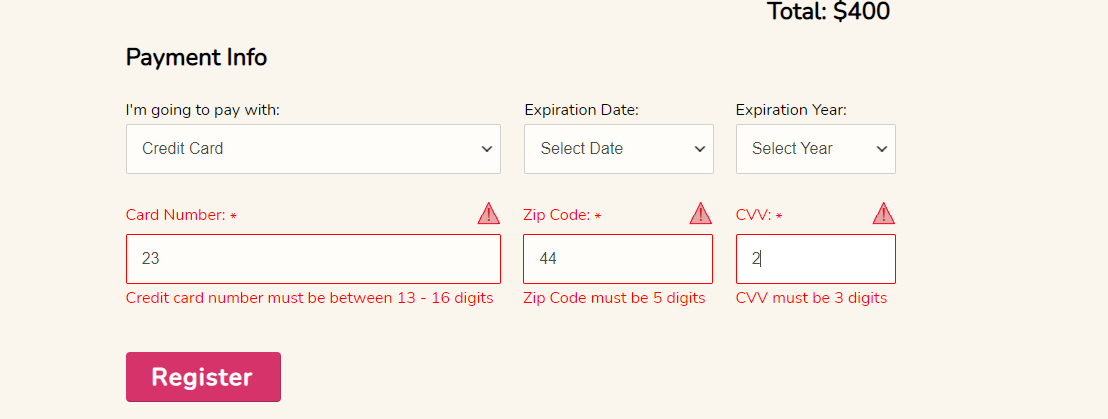 Total: $400
Payment Info
I'm going to pay with: Expiration Date: Expiration Year:
Credit Card Select Date Select Year
Card Number: * Zip Code: * CVV: *
23 44 2
Credit card number must be between 13 - 16 digits Zip Code must be 5 digits CVV must be 3 digits
Register